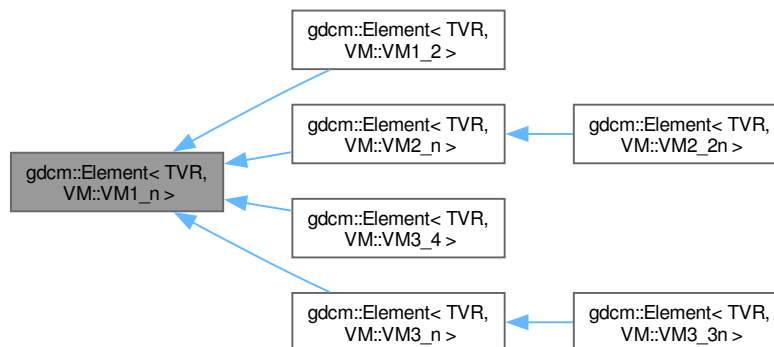 gdcm::Element< TVR,
VM::VM1_2 >
gdcm::Element< TVR,
VM::VM2_n >
gdcm::Element< TVR,
VM::VM2_2n >
gdcm::Element< TVR,
VM::VM1_n >
gdcm::Element< TVR,
VM::VM3_4 >
gdcm::Element< TVR,
VM::VM3_n >
gdcm::Element< TVR,
VM::VM3_3n >